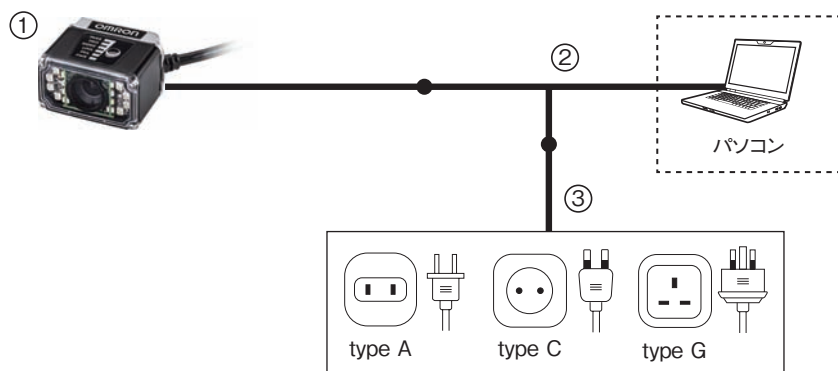 ①
OMRON
②
パソコン
③
type A
type C
type G